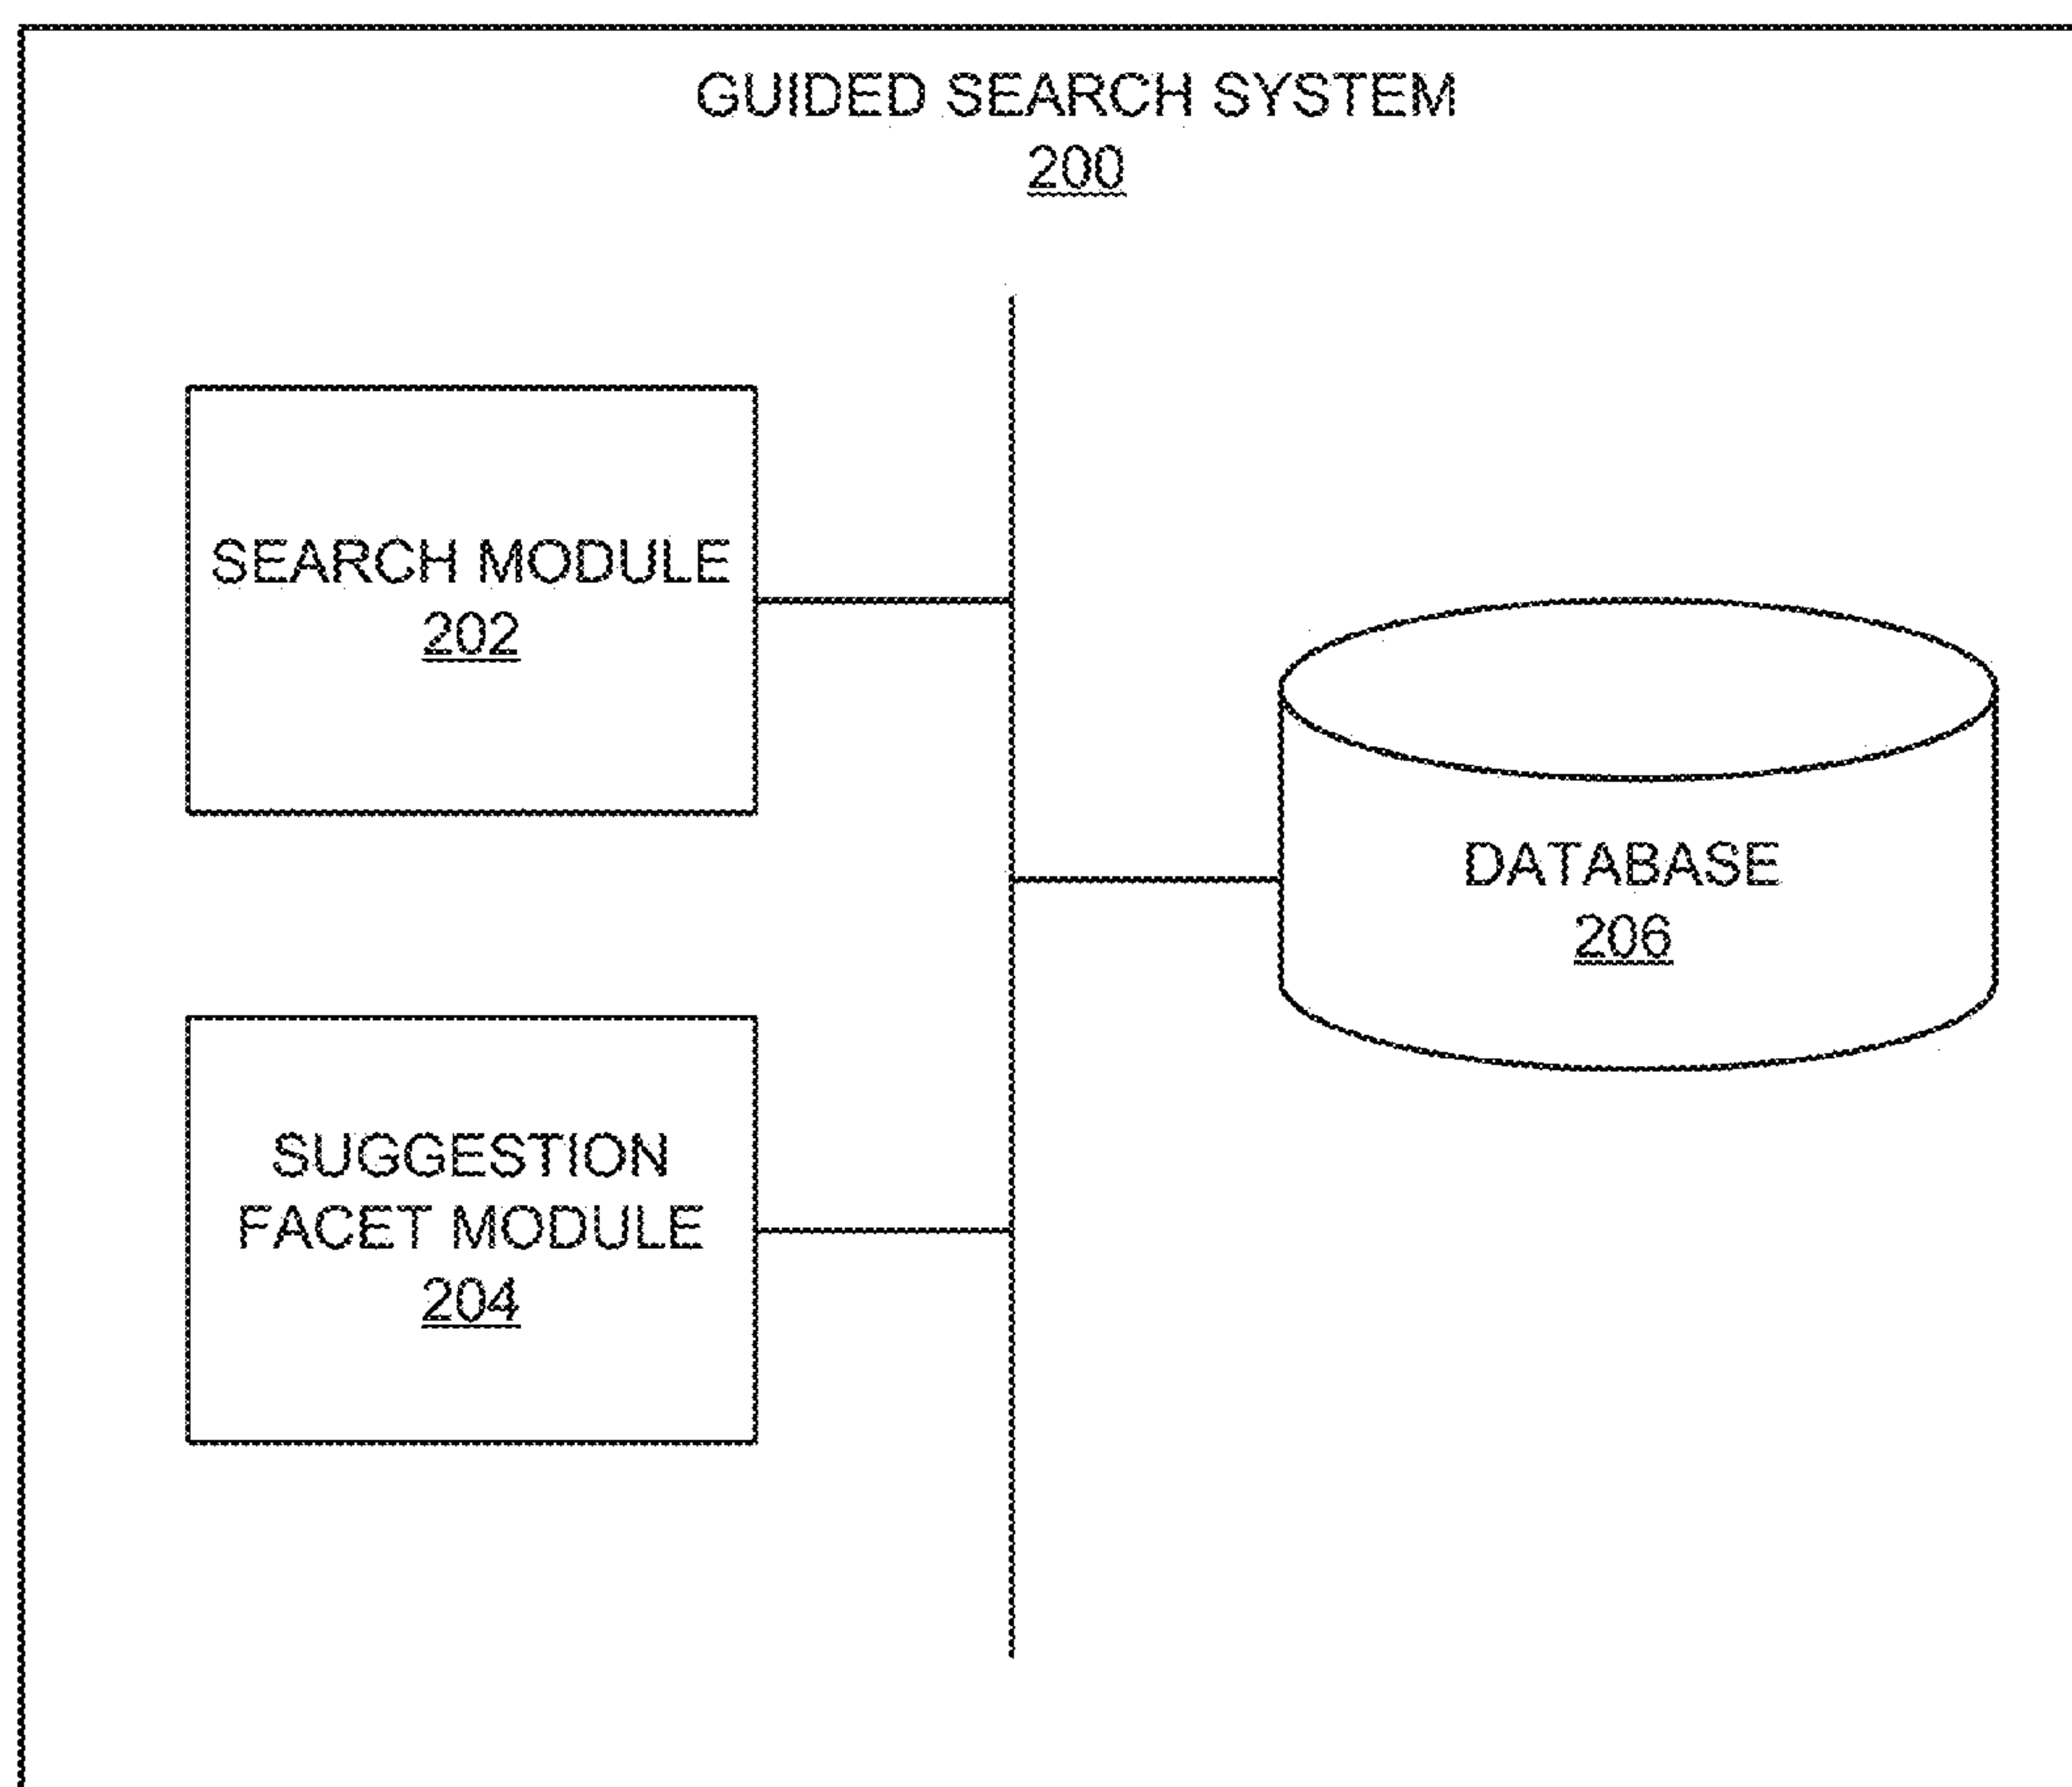 GUIDED SEARCH SYSTEM
200
SEARCH MODULE
202
DATABASE
206
SUGGESTION
FACET MODULE
204